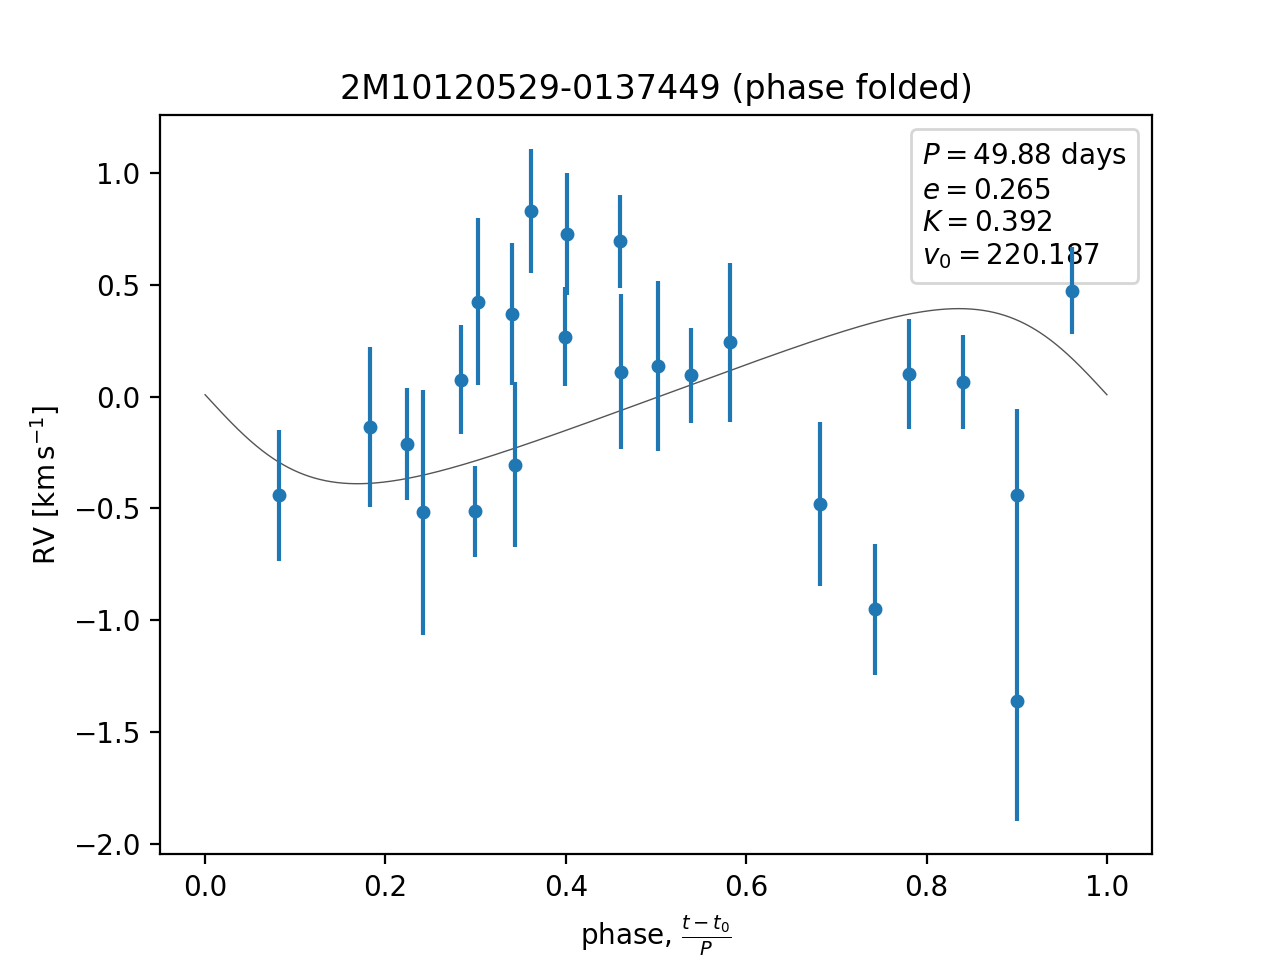 2M10120529-0137449 (phase folded)
P = 49.88 days
e = 0.265
K = 0.392
v₀ = 220.187
1.0
0.5
0.0
−0.5
−1.0
−1.5
−2.0
RV [km s⁻¹]
0.0 0.2 0.4 0.6 0.8 1.0
phase, (t − t₀)/P